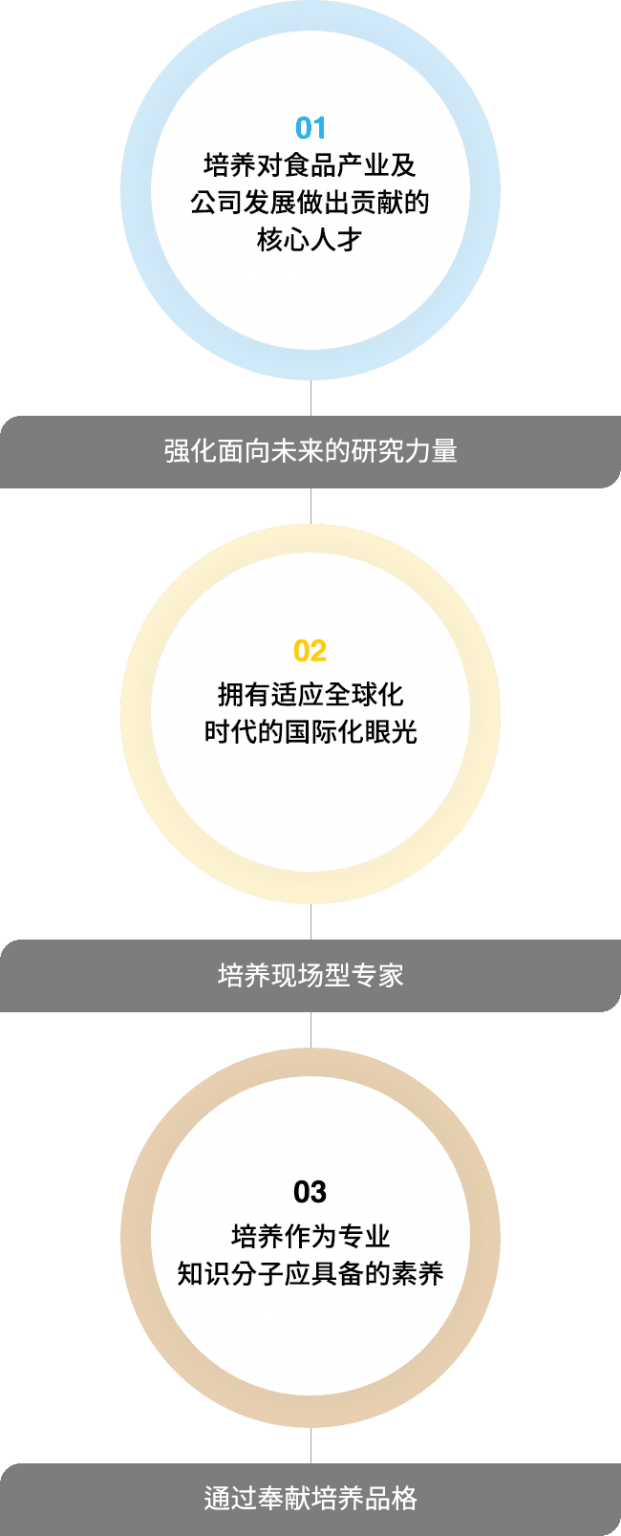 01
培养对食品产业及
公司发展做出贡献的
核心人才
强化面向未来的研究力量
02
拥有适应全球化
时代的国际化眼光
培养现场型专家
03
培养作为专业
知识分子应具备的素养
通过奉献培养品格